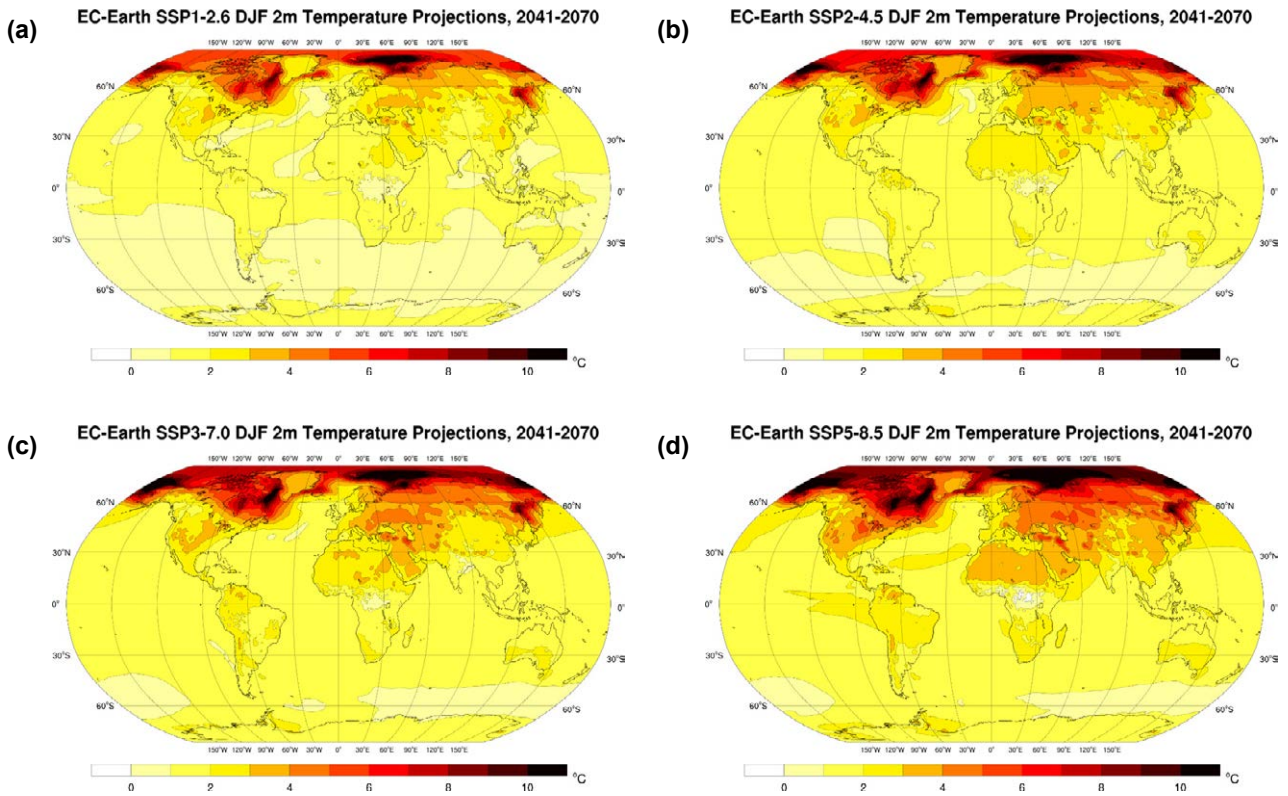 (a)
EC-Earth SSP1-2.6 DJF 2m Temperature Projections, 2041-2070
150°W 120°W 90°W 60°W 30°W 0° 30°E 60°E 90°E 120°E 150°E
60°N 60°N
30°N 30°N
0° 0°
30°S 30°S
60°S 60°S
150°W 120°W 90°W 60°W 30°W 0° 30°E 60°E 90°E 120°E 150°E
0 2 4 6 8 10 °C
(b)
EC-Earth SSP2-4.5 DJF 2m Temperature Projections, 2041-2070
150°W 120°W 90°W 60°W 30°W 0° 30°E 60°E 90°E 120°E 150°E
60°N 60°N
30°N 30°N
0° 0°
30°S 30°S
60°S 60°S
150°W 120°W 90°W 60°W 30°W 0° 30°E 60°E 90°E 120°E 150°E
0 2 4 6 8 10 °C
(c)
EC-Earth SSP3-7.0 DJF 2m Temperature Projections, 2041-2070
150°W 120°W 90°W 60°W 30°W 0° 30°E 60°E 90°E 120°E 150°E
60°N 60°N
30°N 30°N
0° 0°
30°S 30°S
60°S 60°S
150°W 120°W 90°W 60°W 30°W 0° 30°E 60°E 90°E 120°E 150°E
0 2 4 6 8 10 °C
(d)
EC-Earth SSP5-8.5 DJF 2m Temperature Projections, 2041-2070
150°W 120°W 90°W 60°W 30°W 0° 30°E 60°E 90°E 120°E 150°E
60°N 60°N
30°N 30°N
0° 0°
30°S 30°S
60°S 60°S
150°W 120°W 90°W 60°W 30°W 0° 30°E 60°E 90°E 120°E 150°E
0 2 4 6 8 10 °C